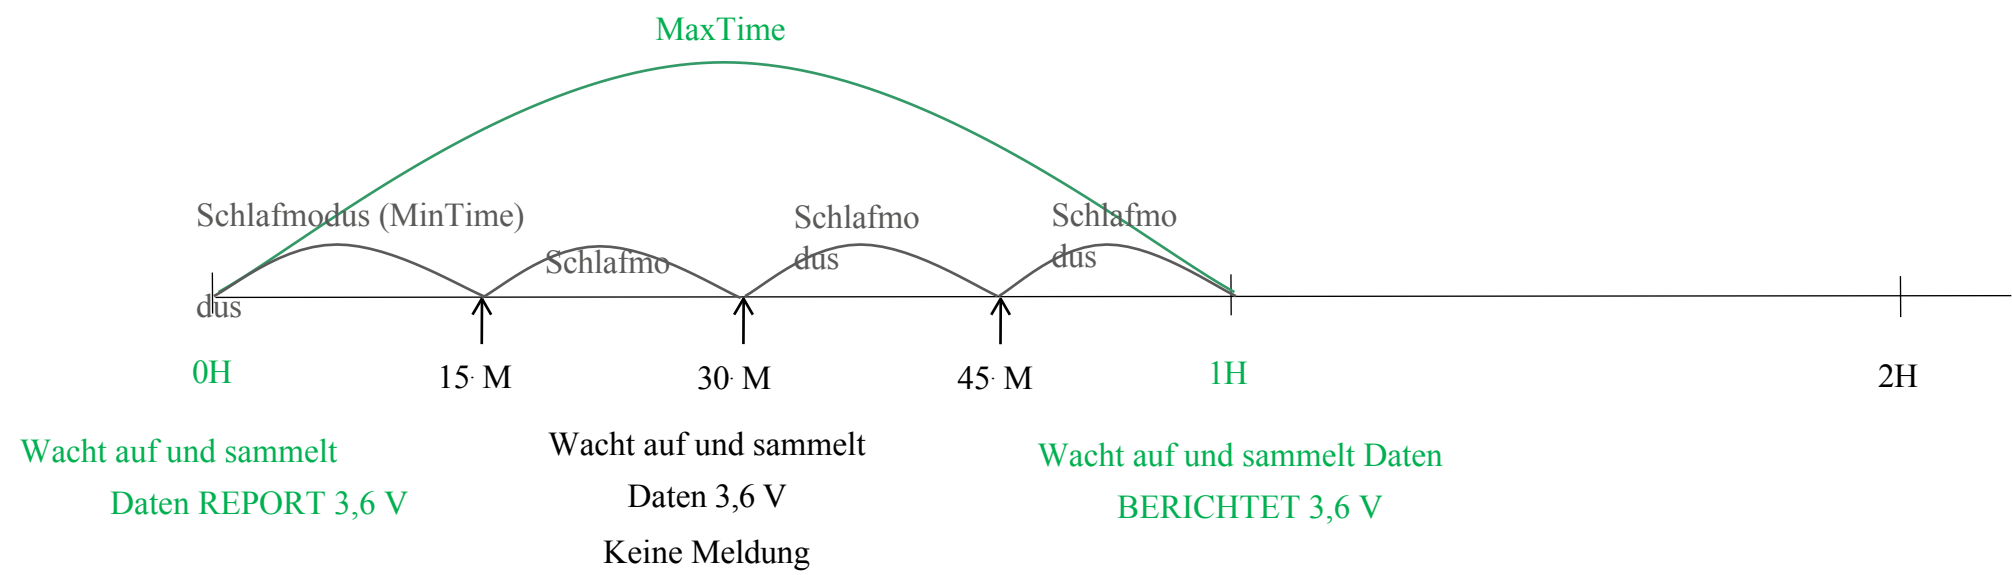 MaxTime
Schlafmodus (MinTime)
Schlafmo
dus
Schlafmo
dus
Schlafmo
dus
0H
15. M
30. M
45. M
1H
2H
Wacht auf und sammelt
Daten REPORT 3,6 V
Wacht auf und sammelt
Daten 3,6 V
Keine Meldung
Wacht auf und sammelt Daten
BERICHTET 3,6 V